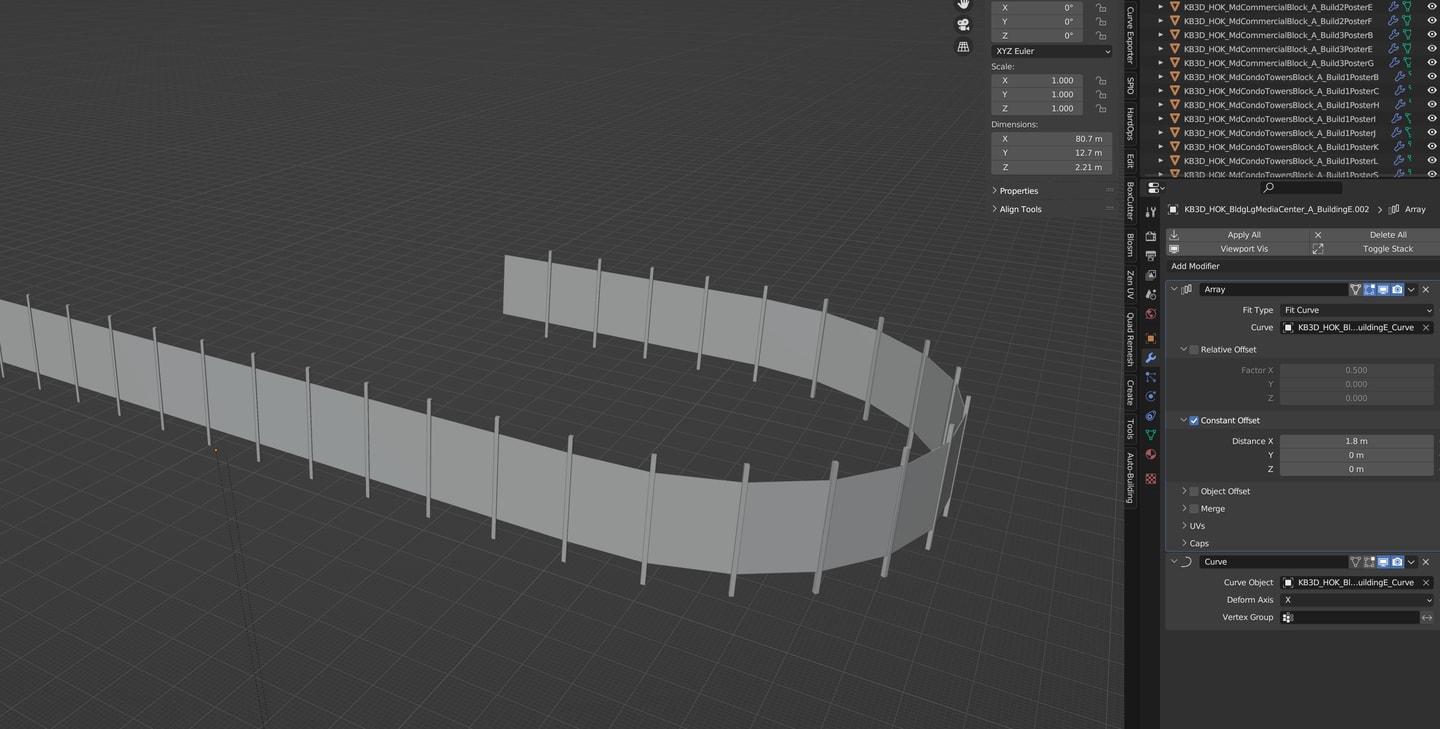 X 0°
Y 0°
Z 0°
XYZ Euler
Scale:
X 1.000
Y 1.000
Z 1.000
Dimensions:
X 80.7 m
Y 12.7 m
Z 2.21 m
Properties
Align Tools
Curve Exporter
SPIO
HardOps
Edit
BoxCutter
Blosm
Zen UV
Quad Remesh
Create
Tools
Auto-Building
KB3D_HOK_MdCommercialBlock_A_Build2PosterE
KB3D_HOK_MdCommercialBlock_A_Build2PosterF
KB3D_HOK_MdCommercialBlock_A_Build3PosterB
KB3D_HOK_MdCommercialBlock_A_Build3PosterE
KB3D_HOK_MdCommercialBlock_A_Build3PosterG
KB3D_HOK_MdCondoTowersBlock_A_Build1PosterB
KB3D_HOK_MdCondoTowersBlock_A_Build1PosterC
KB3D_HOK_MdCondoTowersBlock_A_Build1PosterH
KB3D_HOK_MdCondoTowersBlock_A_Build1PosterI
KB3D_HOK_MdCondoTowersBlock_A_Build1PosterJ
KB3D_HOK_MdCondoTowersBlock_A_Build1PosterK
KB3D_HOK_MdCondoTowersBlock_A_Build1PosterL
KB3D_HOK_MdCondoTowersBlock_A_Build1PosterS
KB3D_HOK_BldgLgMediaCenter_A_BuildingE.002 > Array
Apply All Delete All
Viewport Vis Toggle Stack
Add Modifier
Array
Fit Type Fit Curve
Curve KB3D_HOK_Bl...uildingE_Curve
Relative Offset
Factor X 0.500
Y 0.000
Z 0.000
Constant Offset
Distance X 1.8 m
Y 0 m
Z 0 m
Object Offset
Merge
UVs
Caps
Curve
Curve Object KB3D_HOK_Bl...uildingE_Curve
Deform Axis X
Vertex Group